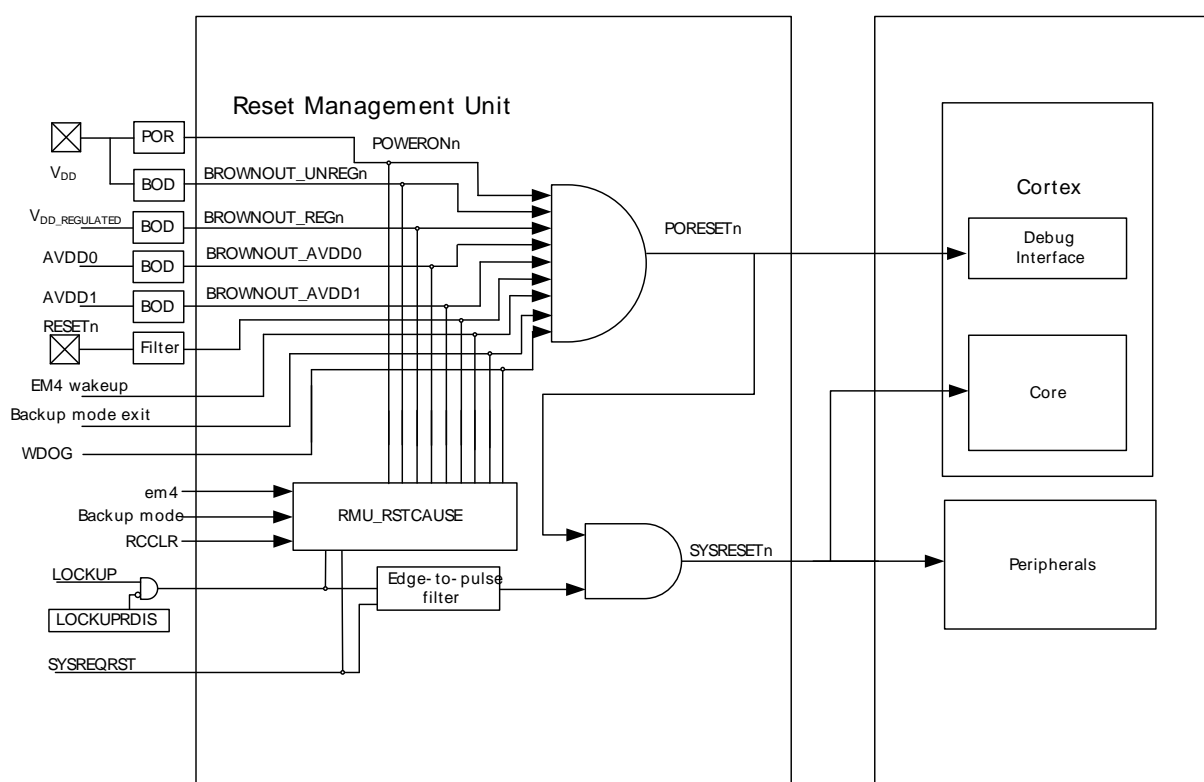 Reset Management Unit
POR
POWERONn
VDD
BOD
BROWNOUT_UNREGn
Cortex
VDD_REGULATED
BOD
BROWNOUT_REGn
PORESETn
Debug
Interface
AVDD0
BOD
BROWNOUT_AVDD0
AVDD1
BOD
BROWNOUT_AVDD1
RESETn
Filter
EM4 wakeup
Core
Backup mode exit
WDOG
em4
Backup mode
RMU_RSTCAUSE
RCCLR
SYSRESETn
Peripherals
LOCKUP
Edge-to-pulse
filter
LOCKUPRDIS
SYSREQRST